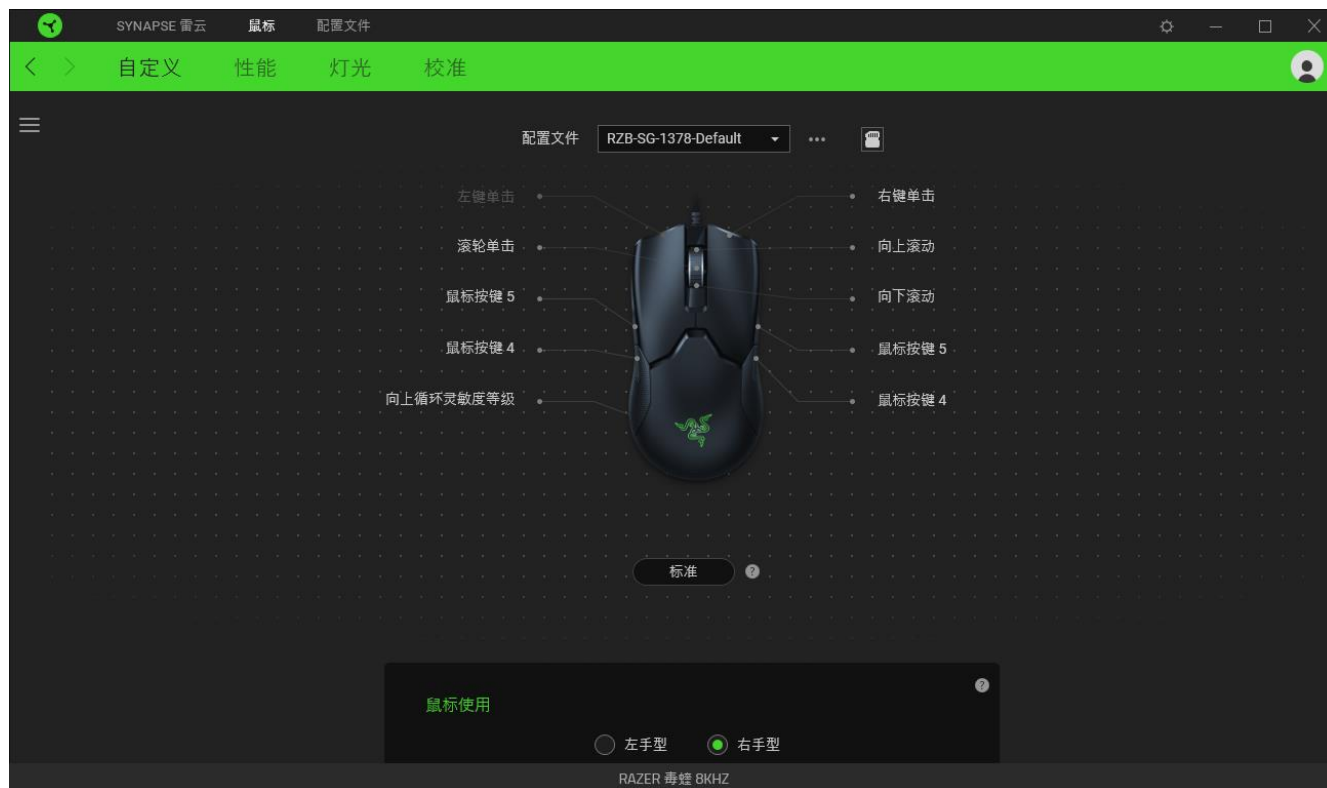 SYNAPSE 雷云 鼠标 配置文件
自定义 性能 灯光 校准
配置文件 RZB-SG-1378-Default
左键单击 右键单击
滚轮单击 向上滚动
鼠标按键 5 向下滚动
鼠标按键 4 鼠标按键 5
向上循环灵敏度等级 鼠标按键 4
标准 ?
?
鼠标使用
左手型 右手型
RAZER 毒蝰 8KHZ